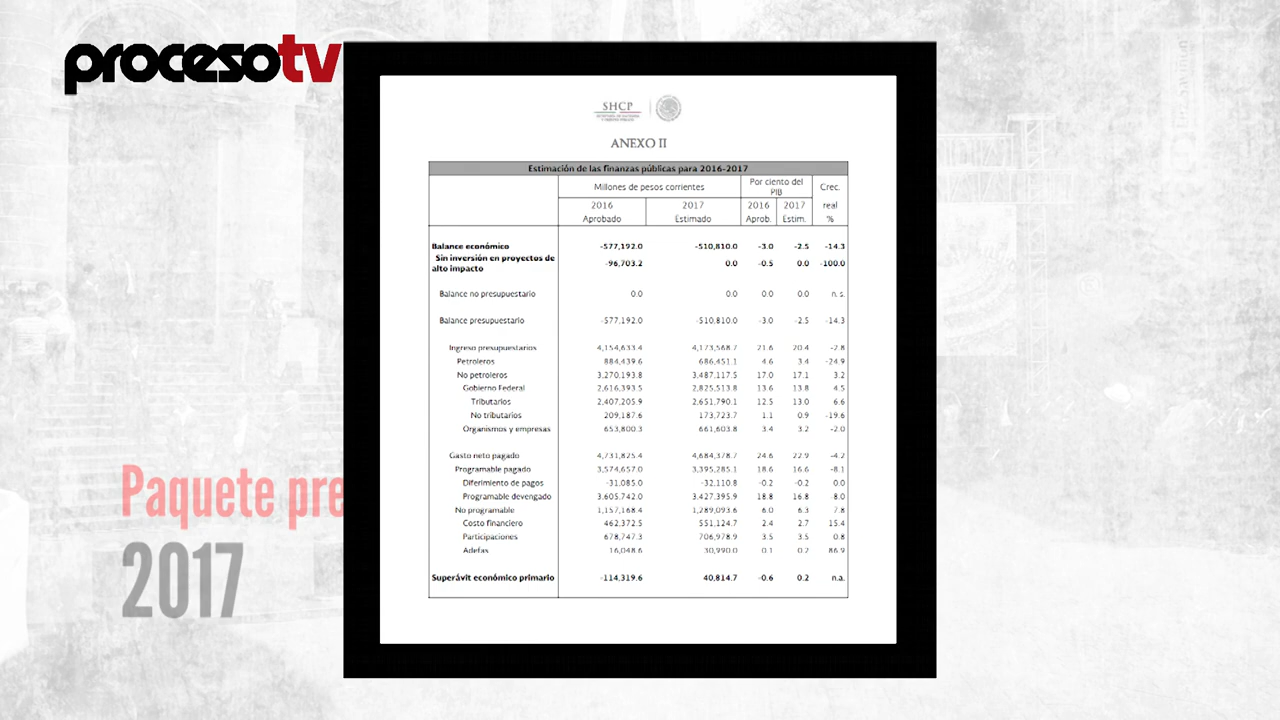 procesotv
SHCP
ANEXO II
Estimación de las finanzas públicas para 2016-2017
Millones de pesos corrientes Por ciento del PIB Crec.
2016 2017 2016 2017 real
Aprobado Estimado Aprob. Estim. %
Balance económico -577,192.0 -510,810.0 -3.0 -2.5 -14.3
Sin inversión en proyectos de
alto impacto -96,703.2 0.0 -0.5 0.0 -100.0
Balance no presupuestario 0.0 0.0 0.0 0.0 n.s.
Balance presupuestario -577,192.0 -510,810.0 -3.0 -2.5 -14.3
Ingreso presupuestarios 4,154,633.4 4,173,568.7 21.6 20.4 -2.8
Petroleros 884,439.6 686,451.1 4.6 3.4 -24.9
No petroleros 3,270,193.8 3,487,117.5 17.0 17.1 3.2
Gobierno Federal 2,616,393.5 2,825,513.8 13.6 13.8 4.5
Tributarios 2,407,205.9 2,651,790.1 12.5 13.0 6.6
No tributarios 209,187.6 173,723.7 1.1 0.9 -19.6
Organismos y empresas 653,800.3 661,603.8 3.4 3.2 -2.0
Gasto neto pagado 4,731,825.4 4,684,378.7 24.6 22.9 -4.2
Programable pagado 3,574,657.0 3,395,285.1 18.6 16.6 -8.1
Diferimiento de pagos -31,085.0 -32,110.8 -0.2 -0.2 0.0
Programable devengado 3,605,742.0 3,427,395.9 18.8 16.8 -8.0
No programable 1,157,168.4 1,289,093.6 6.0 6.3 7.8
Costo financiero 462,372.5 551,124.7 2.4 2.7 15.4
Participaciones 678,747.3 706,978.9 3.5 3.5 0.8
Adefas 16,048.6 30,990.0 0.1 0.2 86.9
Superávit económico primario -114,319.6 40,814.7 -0.6 0.2 n.a.
Paquete pre
2017